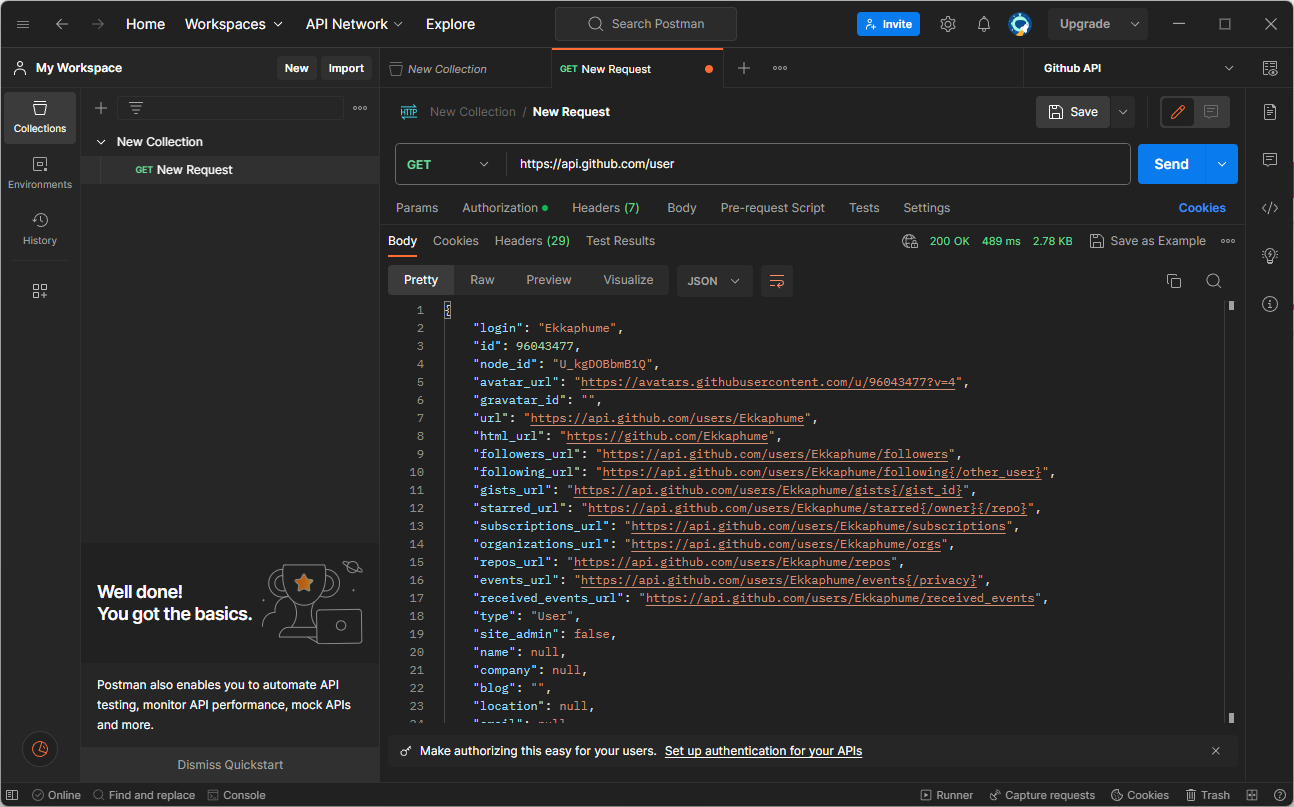 Home Workspaces API Network Explore Search Postman Invite Upgrade
My Workspace New Import New Collection GET New Request Github API
Collections
Environments
History
New Collection
GET New Request
HTTP New Collection / New Request Save
GET https://api.github.com/user Send
Params Authorization Headers (7) Body Pre-request Script Tests Settings Cookies
Body Cookies Headers (29) Test Results 200 OK 489 ms 2.78 KB Save as Example
Pretty Raw Preview Visualize JSON
1 {
2 "login": "Ekkaphume",
3 "id": 96043477,
4 "node_id": "U_kgDOBbmB1Q",
5 "avatar_url": "https://avatars.githubusercontent.com/u/96043477?v=4",
6 "gravatar_id": "",
7 "url": "https://api.github.com/users/Ekkaphume",
8 "html_url": "https://github.com/Ekkaphume",
9 "followers_url": "https://api.github.com/users/Ekkaphume/followers",
10 "following_url": "https://api.github.com/users/Ekkaphume/following{/other_user}",
11 "gists_url": "https://api.github.com/users/Ekkaphume/gists{/gist_id}",
12 "starred_url": "https://api.github.com/users/Ekkaphume/starred{/owner}{/repo}",
13 "subscriptions_url": "https://api.github.com/users/Ekkaphume/subscriptions",
14 "organizations_url": "https://api.github.com/users/Ekkaphume/orgs",
15 "repos_url": "https://api.github.com/users/Ekkaphume/repos",
16 "events_url": "https://api.github.com/users/Ekkaphume/events{/privacy}",
17 "received_events_url": "https://api.github.com/users/Ekkaphume/received_events",
18 "type": "User",
19 "site_admin": false,
20 "name": null,
21 "company": null,
22 "blog": "",
23 "location": null,
24 "email": null
Well done!
You got the basics.
Postman also enables you to automate API
testing, monitor API performance, mock APIs
and more.
Dismiss Quickstart
Make authorizing this easy for your users. Set up authentication for your APIs
Online Find and replace Console Runner Capture requests Cookies Trash